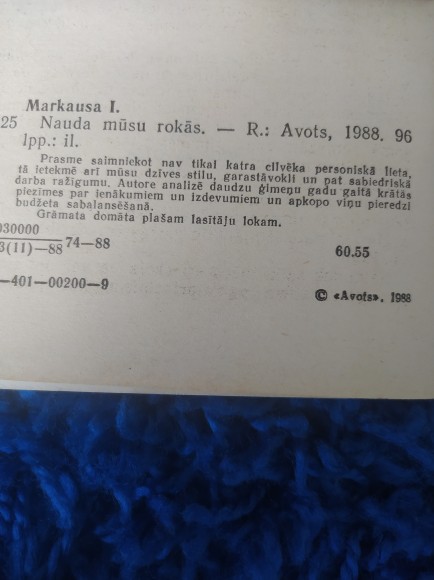 Markausa I.
25 Nauda mūsu rokās. — R.: Avots, 1988. 96
lpp.: il.
Prasme saimniekot nav tikai katra cilvēka personiskā lieta,
tā ietekmē arī mūsu dzīves stilu, garastāvokli un pat sabiedriskā
darba ražīgumu. Autore analizē daudzu ģimeņu gadu gaitā krātās
piezīmes par ienākumiem un izdevumiem un apkopo viņu pieredzi
budžeta sabalansēšanā.
Grāmata domāta plašam lasītāju lokam.
030000
3(11)—88 74—88
60.55
—401—00200—9
© «Avots», 1988